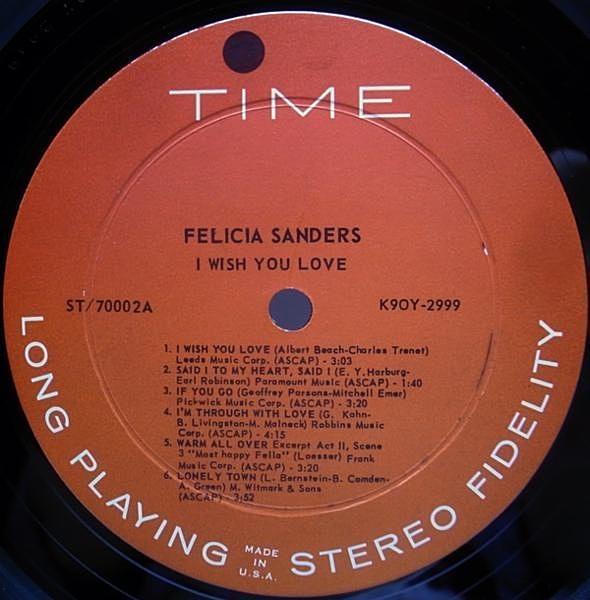 TIME
FELICIA SANDERS
I WISH YOU LOVE
ST/70002A
K9OY-2999
1. I WISH YOU LOVE (Albert Beach-Charles Trenet)
Leeds Music Corp. (ASCAP) - 3:03
2. SAID I TO MY HEART, SAID I (E. Y. Harburg-
Earl Robinson) Paramount Music (ASCAP) - 1:40
3. IF YOU GO (Geoffrey Parsons-Mitchell Emer)
Pickwick Music Corp. (ASCAP) - 3:20
4. I'M THROUGH WITH LOVE (G. Kahn-
B. Livingston-M. Malneck) Robbins Music
Corp. (ASCAP) - 4:15
5. WARM ALL OVER Excerpt Act II, Scene
3 "Most happy Fella" (Loesser) Frank
Music Corp. (ASCAP) - 3:20
6. LONELY TOWN (L. Bernstein-B. Comden-
A. Green) M. Witmark & Sons
(ASCAP) - 3:52
LONG PLAYING STEREO FIDELITY
MADE
IN
U.S.A.